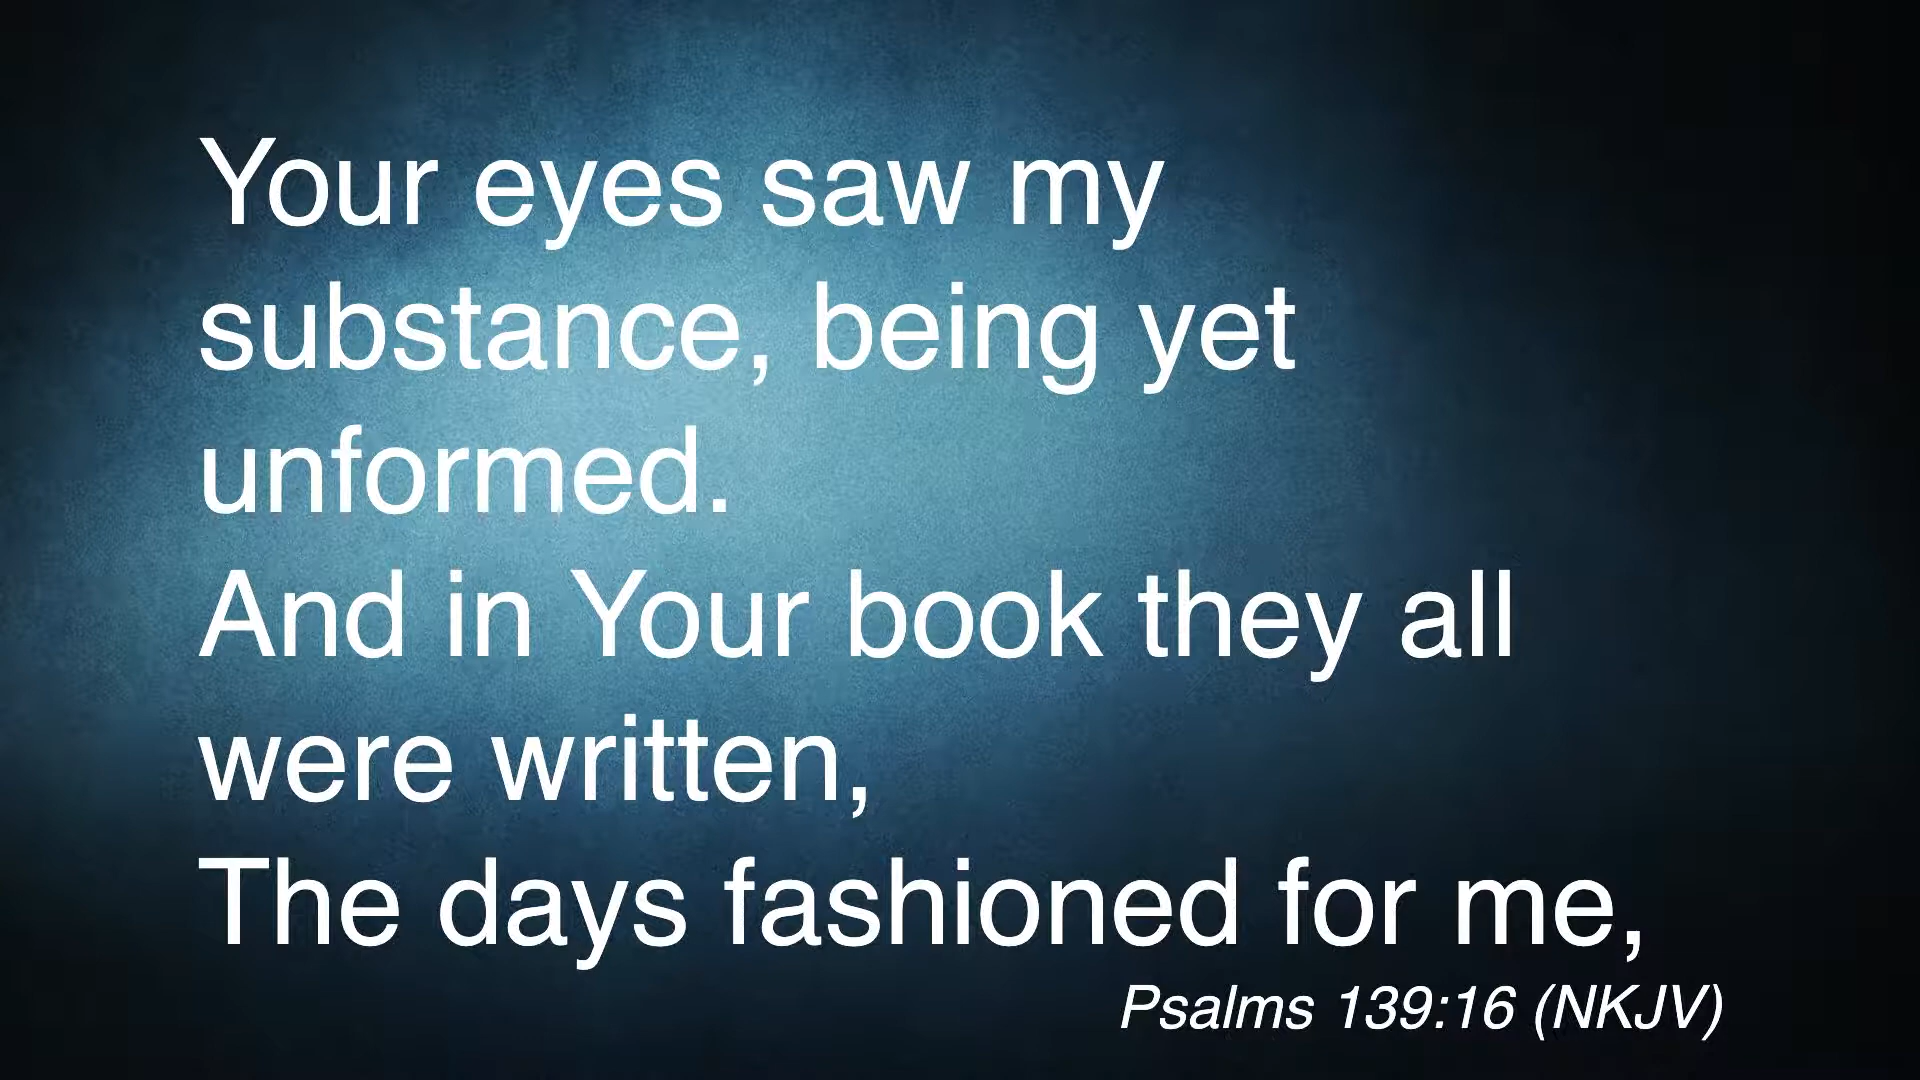 Your eyes saw my
substance, being yet
unformed.
And in Your book they all
were written,
The days fashioned for me,
Psalms 139:16 (NKJV)